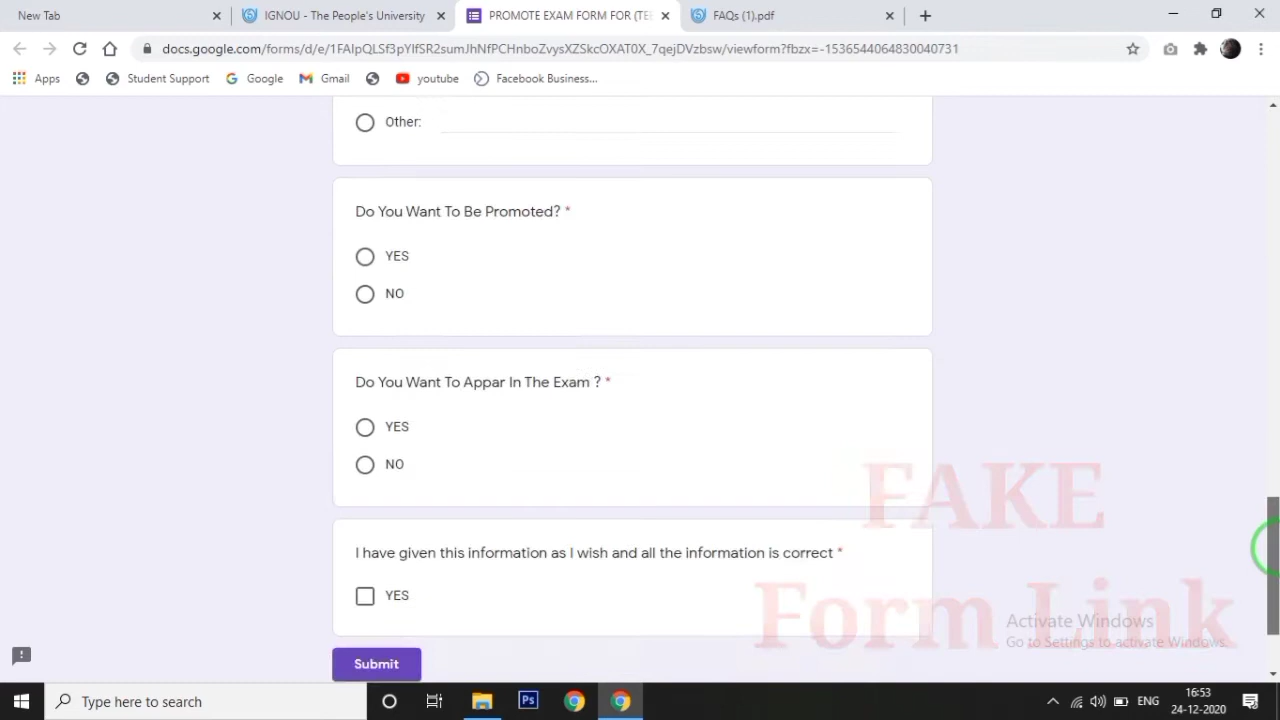 New Tab
IGNOU - The People's University
PROMOTE EXAM FORM FOR (TEE
FAQs (1).pdf
docs.google.com/forms/d/e/1FAIpQLSf3pYIfSR2sumJhNfPCHnboZvysXZSkcOXAT0X_7qejDVzbsw/viewform?fbzx=-1536544064830040731
Apps
Student Support
Google
Gmail
youtube
Facebook Business...
Other:
Do You Want To Be Promoted? *
YES
NO
Do You Want To Appar In The Exam ? *
YES
NO
FAKE
I have given this information as I wish and all the information is correct *
YES
Form Link
Activate Windows
Go to Settings to activate Windows.
Submit
Type here to search
Ps
ENG
16:53
24-12-2020